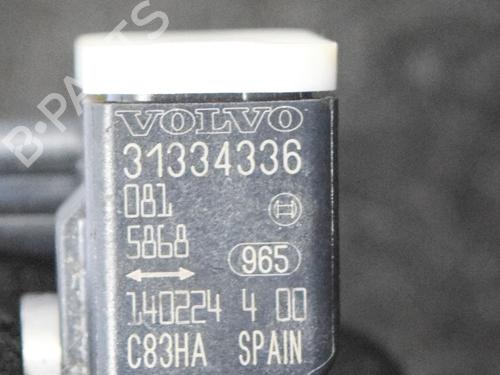 B-PARTS
VOLVO
31334336
081
5868
965
140224 4 00
C83HA SPAIN